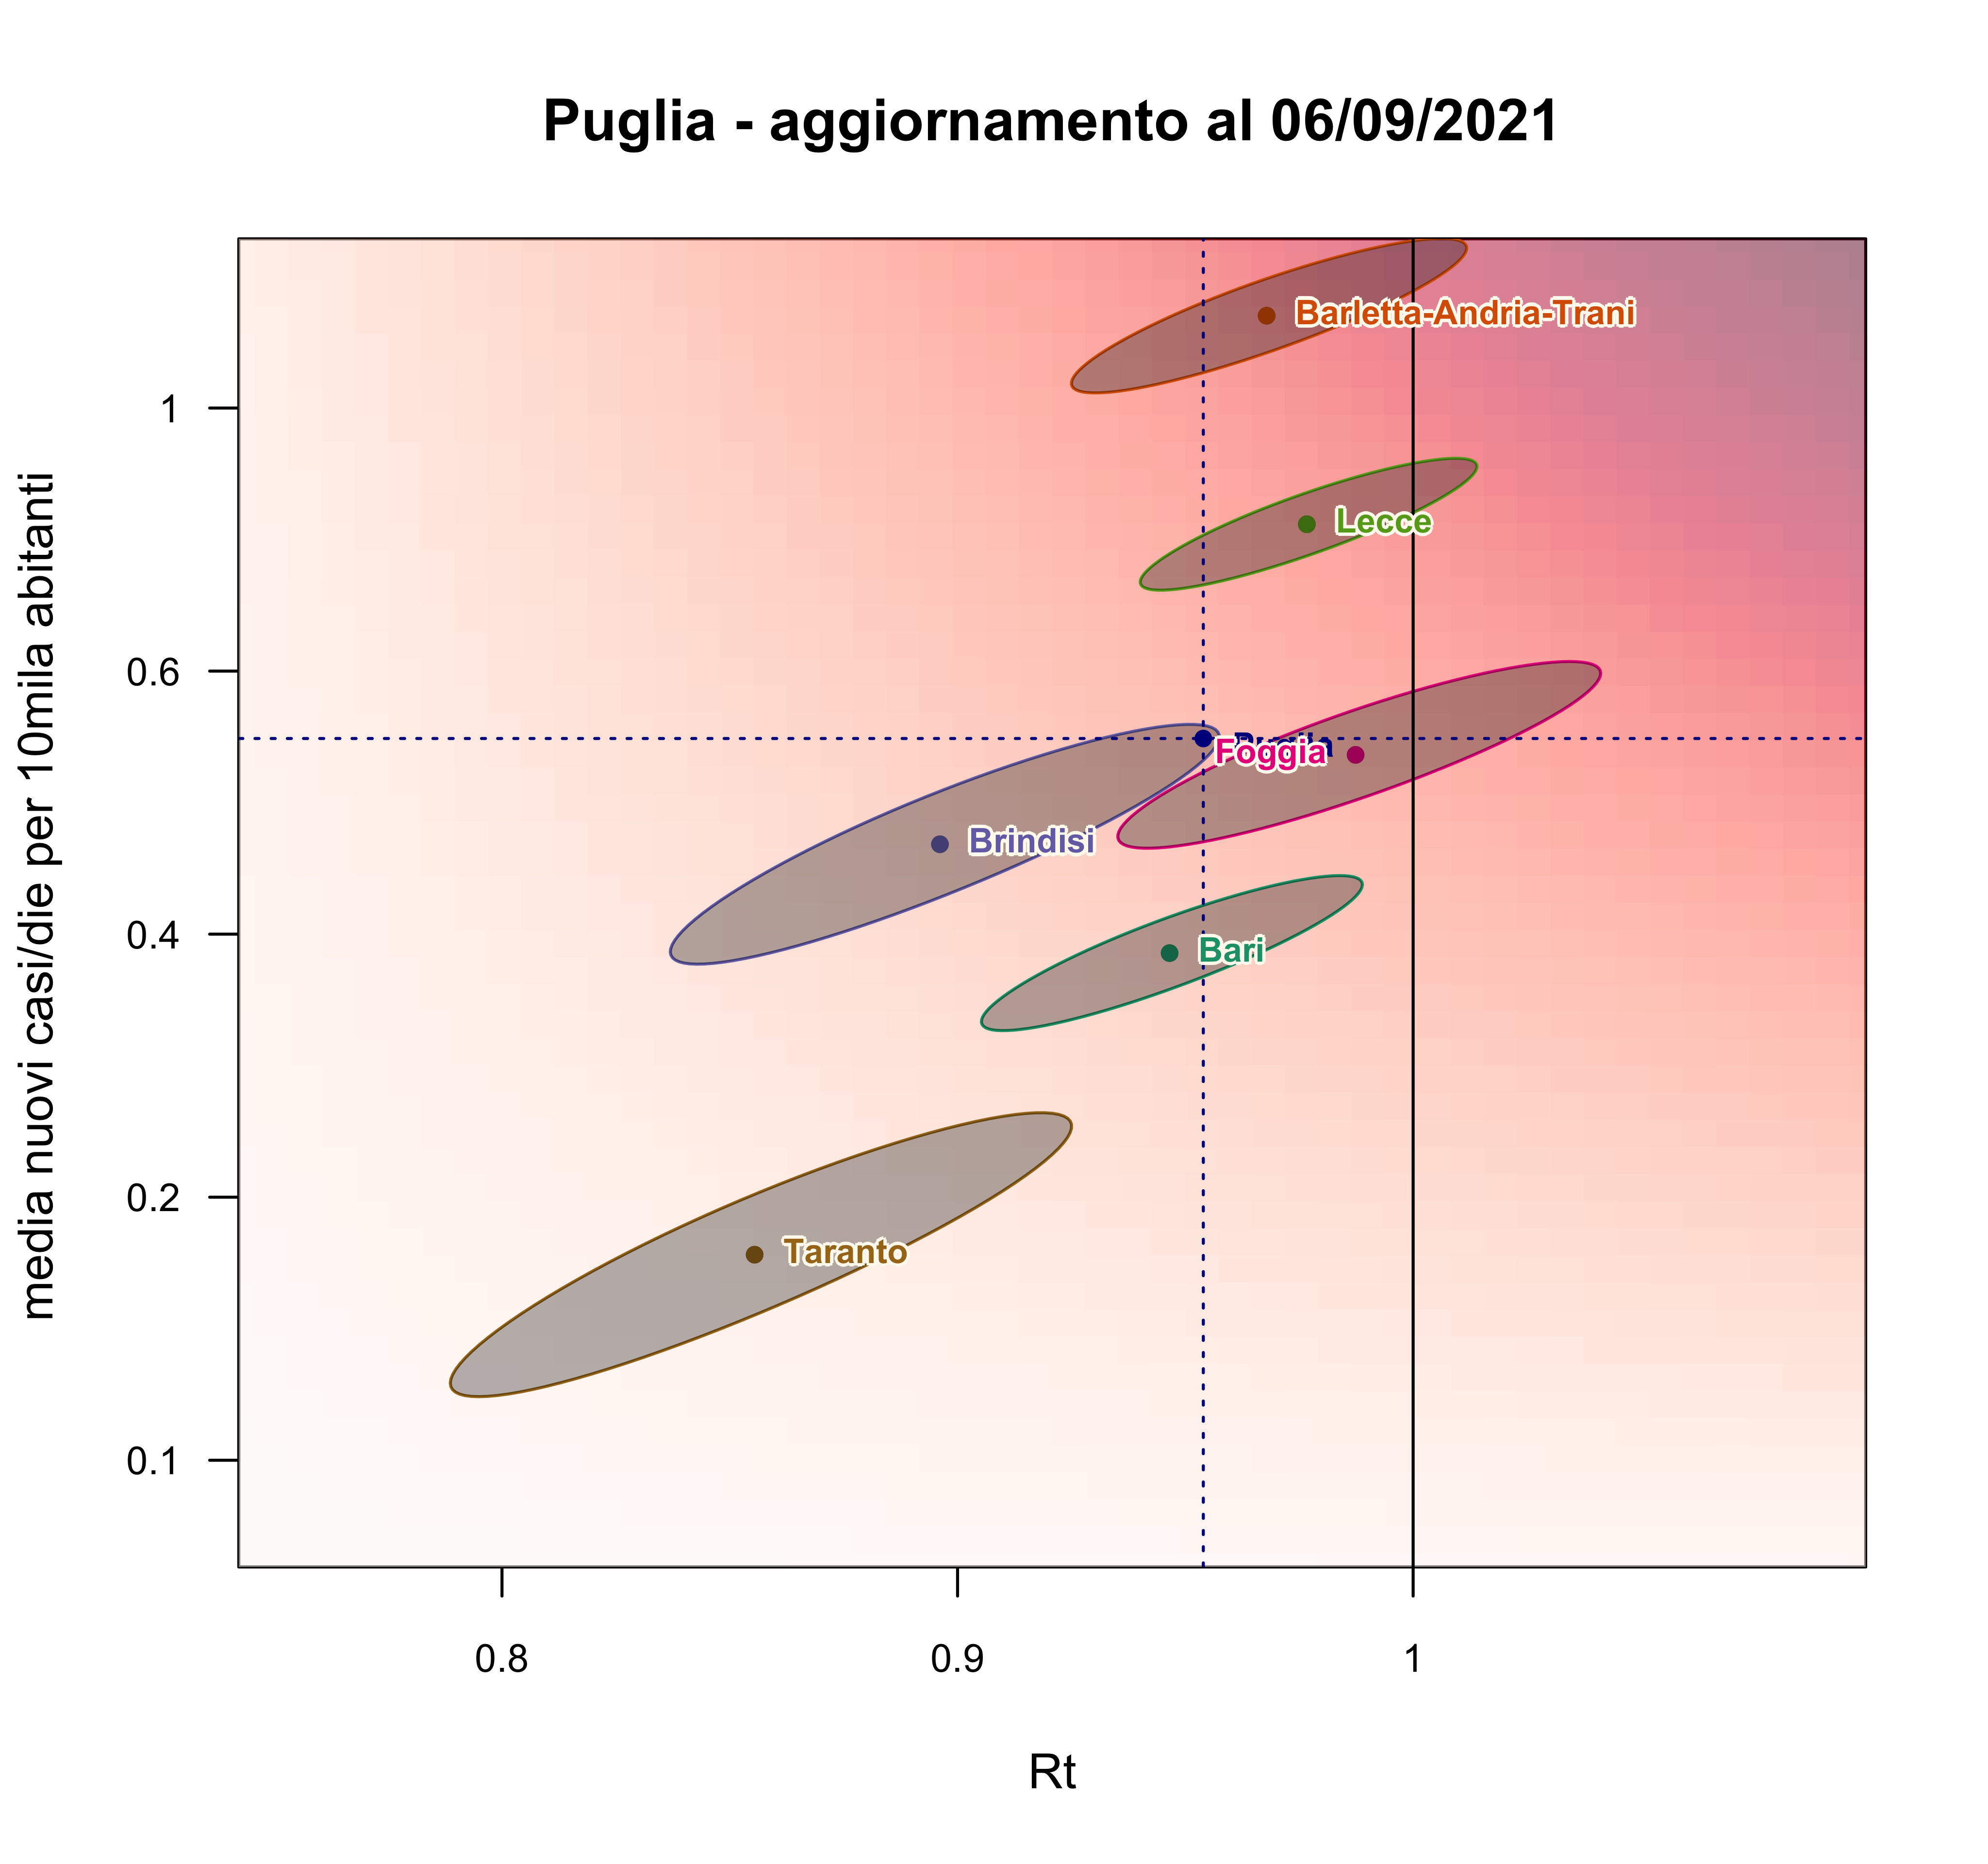 Puglia - aggiornamento al 06/09/2021
media nuovi casi/die per 10mila abitanti
1
0.6
0.4
0.2
0.1
Barletta-Andria-Trani
Lecce
Foggia
Brindisi
Bari
Taranto
0.8 0.9 1
Rt